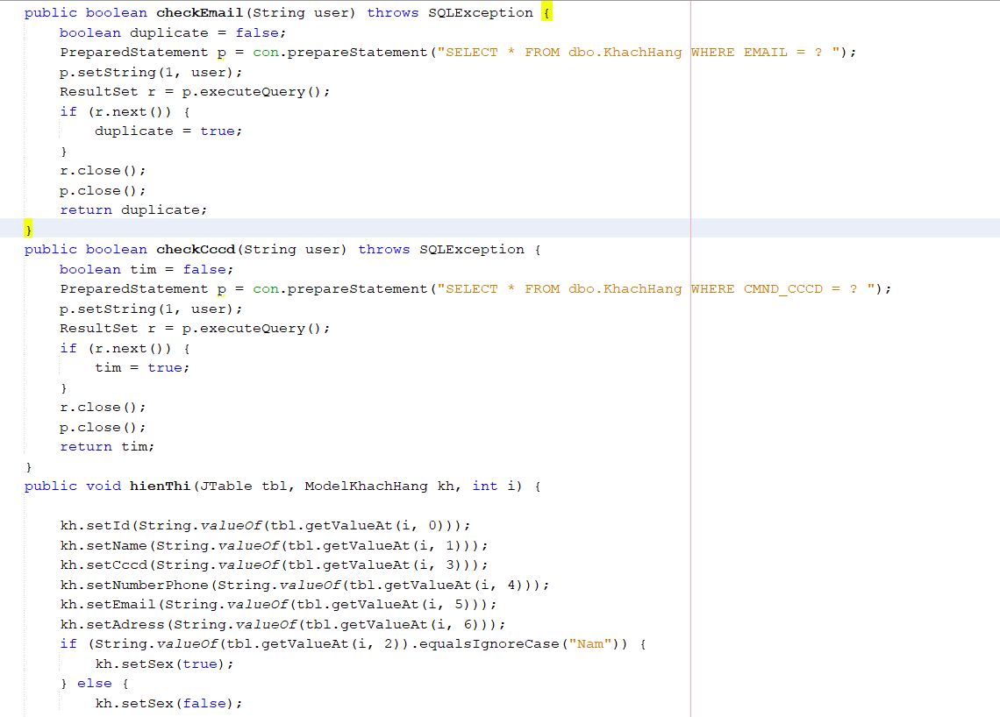 public boolean checkEmail(String user) throws SQLException {
    boolean duplicate = false;
    PreparedStatement p = con.prepareStatement("SELECT * FROM dbo.KhachHang WHERE EMAIL = ? ");
    p.setString(1, user);
    ResultSet r = p.executeQuery();
    if (r.next()) {
        duplicate = true;
    }
    r.close();
    p.close();
    return duplicate;
}
public boolean checkCccd(String user) throws SQLException {
    boolean tim = false;
    PreparedStatement p = con.prepareStatement("SELECT * FROM dbo.KhachHang WHERE CMND_CCCD = ? ");
    p.setString(1, user);
    ResultSet r = p.executeQuery();
    if (r.next()) {
        tim = true;
    }
    r.close();
    p.close();
    return tim;
}
public void hienThi(JTable tbl, ModelKhachHang kh, int i) {
    kh.setId(String.valueOf(tbl.getValueAt(i, 0)));
    kh.setName(String.valueOf(tbl.getValueAt(i, 1)));
    kh.setCccd(String.valueOf(tbl.getValueAt(i, 3)));
    kh.setNumberPhone(String.valueOf(tbl.getValueAt(i, 4)));
    kh.setEmail(String.valueOf(tbl.getValueAt(i, 5)));
    kh.setAdress(String.valueOf(tbl.getValueAt(i, 6)));
    if (String.valueOf(tbl.getValueAt(i, 2)).equalsIgnoreCase("Nam")) {
        kh.setSex(true);
    } else {
        kh.setSex(false);